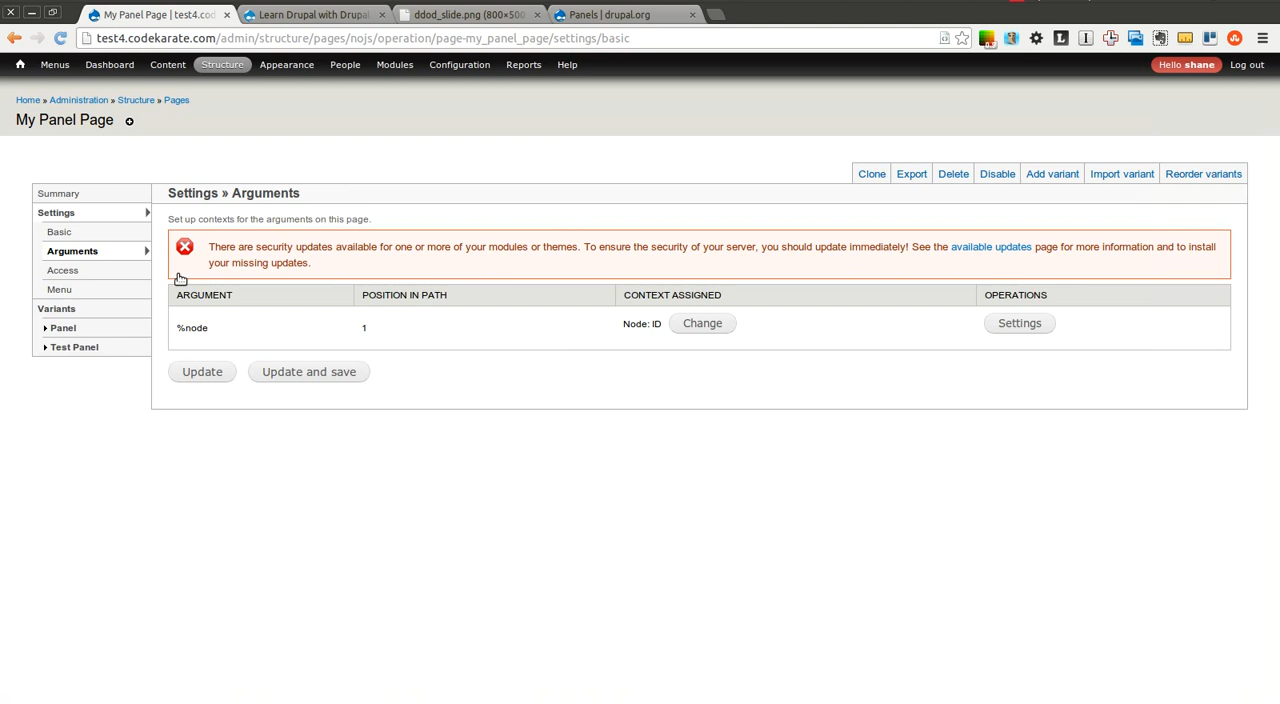 My Panel Page | test4.cod
Learn Drupal with Drupal
ddod_slide.png (800×500
Panels | drupal.org
test4.codekarate.com/admin/structure/pages/nojs/operation/page-my_panel_page/settings/basic
Menus Dashboard Content Structure Appearance People Modules Configuration Reports Help Hello shane Log out
Home » Administration » Structure » Pages
My Panel Page
Clone Export Delete Disable Add variant Import variant Reorder variants
Summary
Settings
Basic
Arguments
Access
Menu
Variants
Panel
Test Panel
Settings » Arguments
Set up contexts for the arguments on this page.
There are security updates available for one or more of your modules or themes. To ensure the security of your server, you should update immediately! See the available updates page for more information and to install
your missing updates.
ARGUMENT POSITION IN PATH CONTEXT ASSIGNED OPERATIONS
%node 1 Node: ID Change Settings
Update Update and save